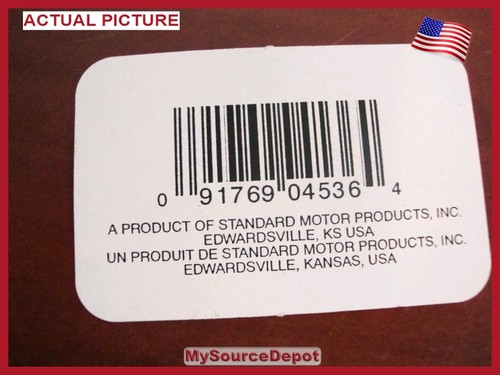 ACTUAL PICTURE
0 91769 04536 4
A PRODUCT OF STANDARD MOTOR PRODUCTS, INC.
EDWARDSVILLE, KS USA
UN PRODUIT DE STANDARD MOTOR PRODUCTS, INC.
EDWARDSVILLE, KANSAS, USA
MySourceDepot